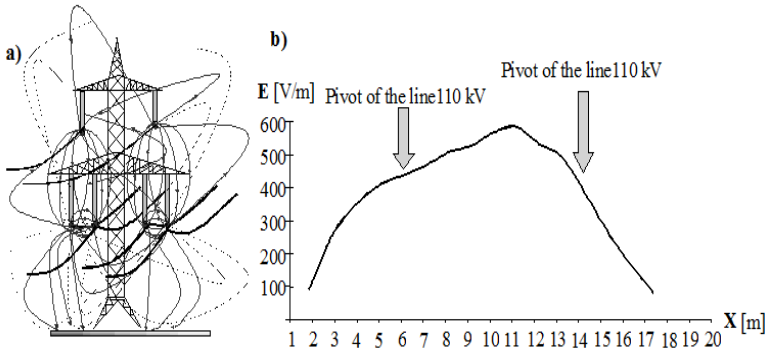 a)
b)
Pivot of the line110 kV
E [V/m] Pivot of the line110 kV
600
500
400
300
200
100
X [m]
1 2 3 4 5 6 7 8 9 10 11 12 13 14 15 16 17 18 19 20